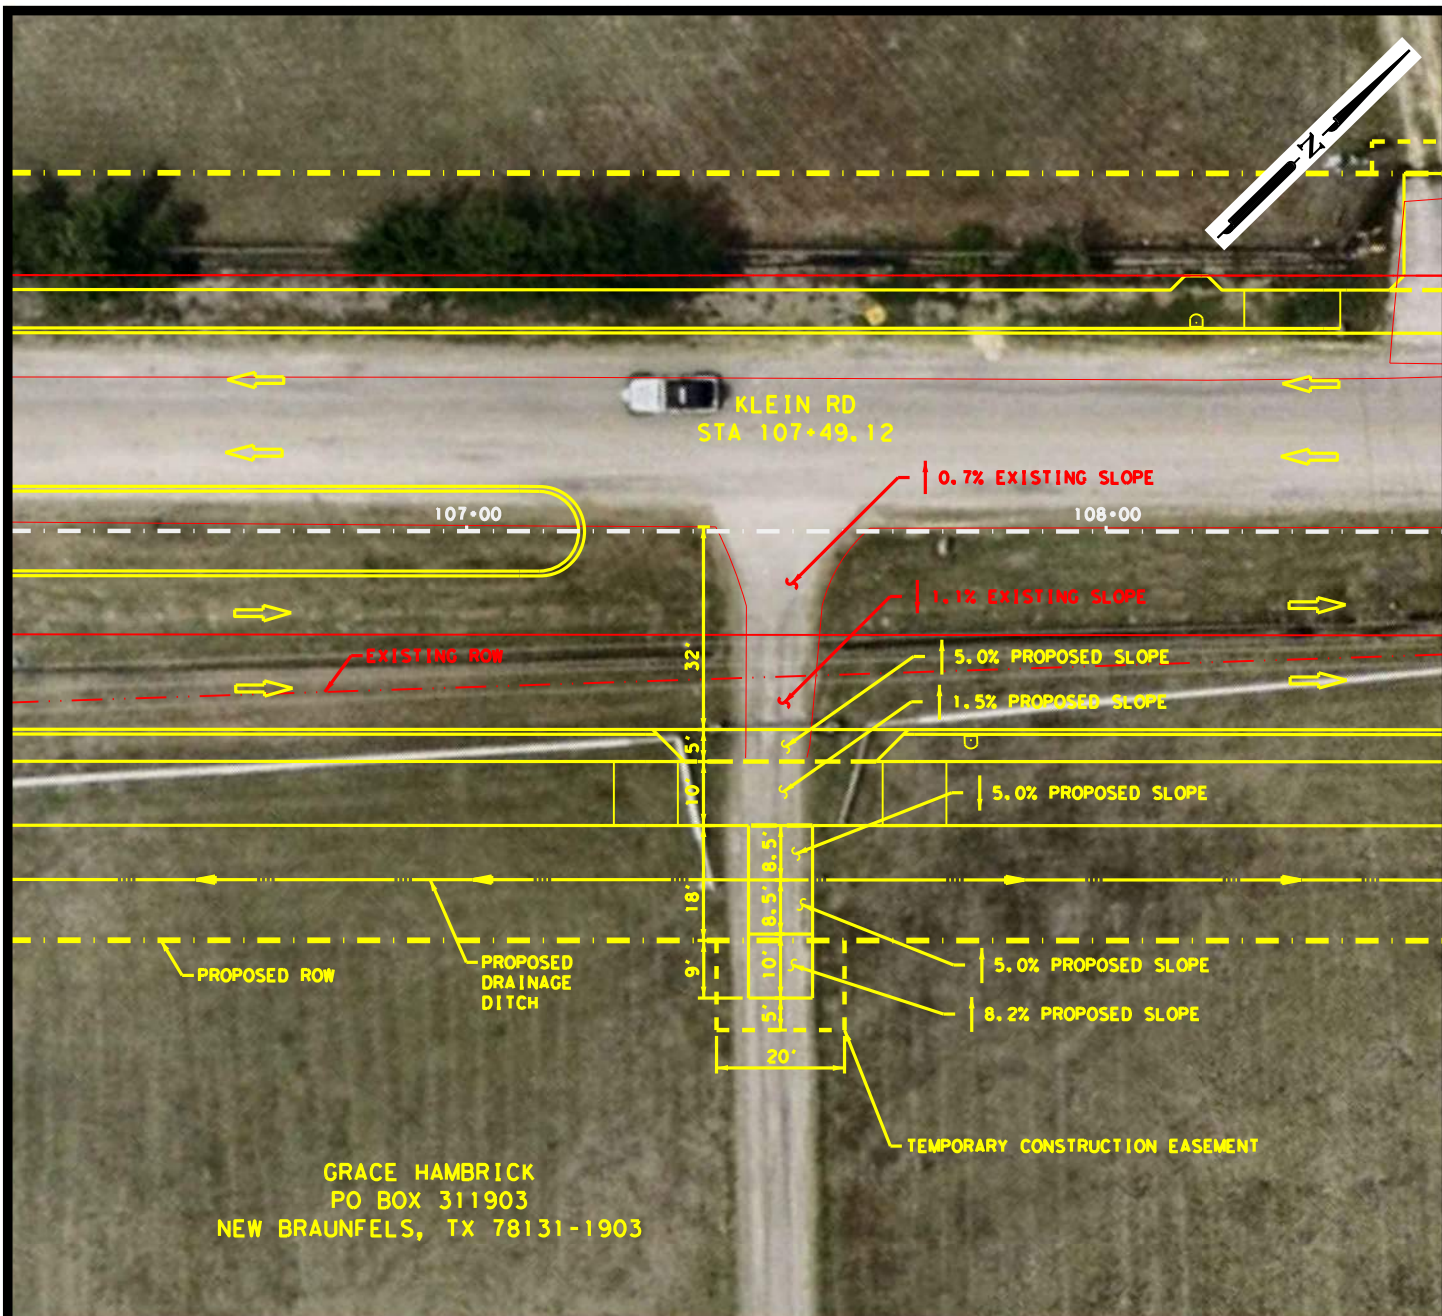 N
KLEIN RD
STA 107+49.12
0.7% EXISTING SLOPE
107+00
108+00
1.1% EXISTING SLOPE
32'
EXISTING ROW
5.0% PROPOSED SLOPE
1.5% PROPOSED SLOPE
5'
10'
5.0% PROPOSED SLOPE
8.5'
18'
8.5'
PROPOSED ROW
PROPOSED
DRAINAGE
DITCH
9'
10'
5.0% PROPOSED SLOPE
5'
8.2% PROPOSED SLOPE
20'
TEMPORARY CONSTRUCTION EASEMENT
GRACE HAMBRICK
PO BOX 311903
NEW BRAUNFELS, TX 78131-1903